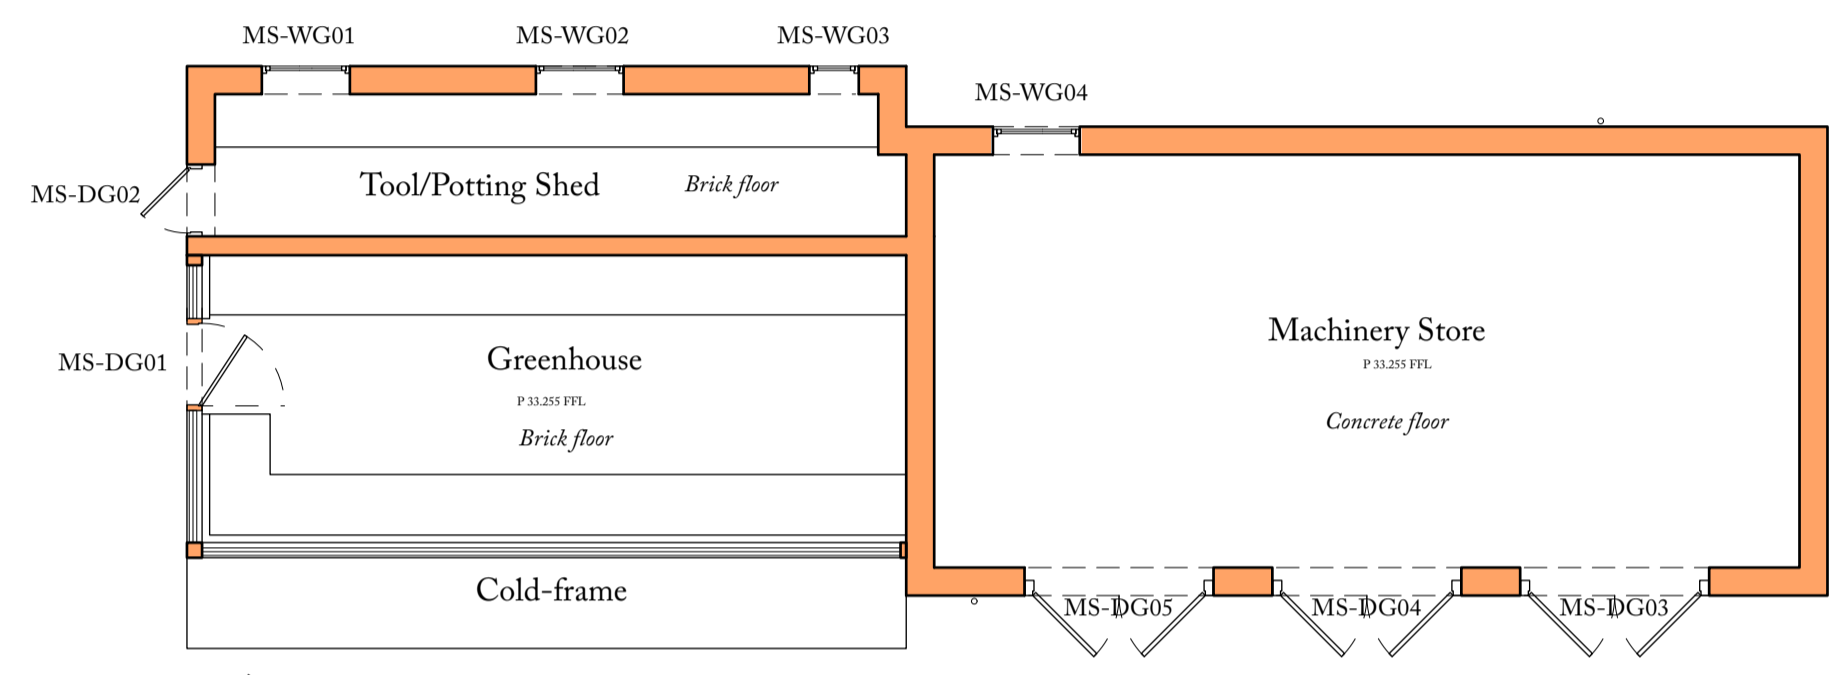 MS-WG01
MS-WG02
MS-WG03
MS-WG04
MS-DG02
Tool/Potting Shed
Brick floor
MS-DG01
Greenhouse
P 33.255 FFL
Brick floor
Machinery Store
P 33.255 FFL
Concrete floor
Cold-frame
MS-DG05
MS-DG04
MS-DG03